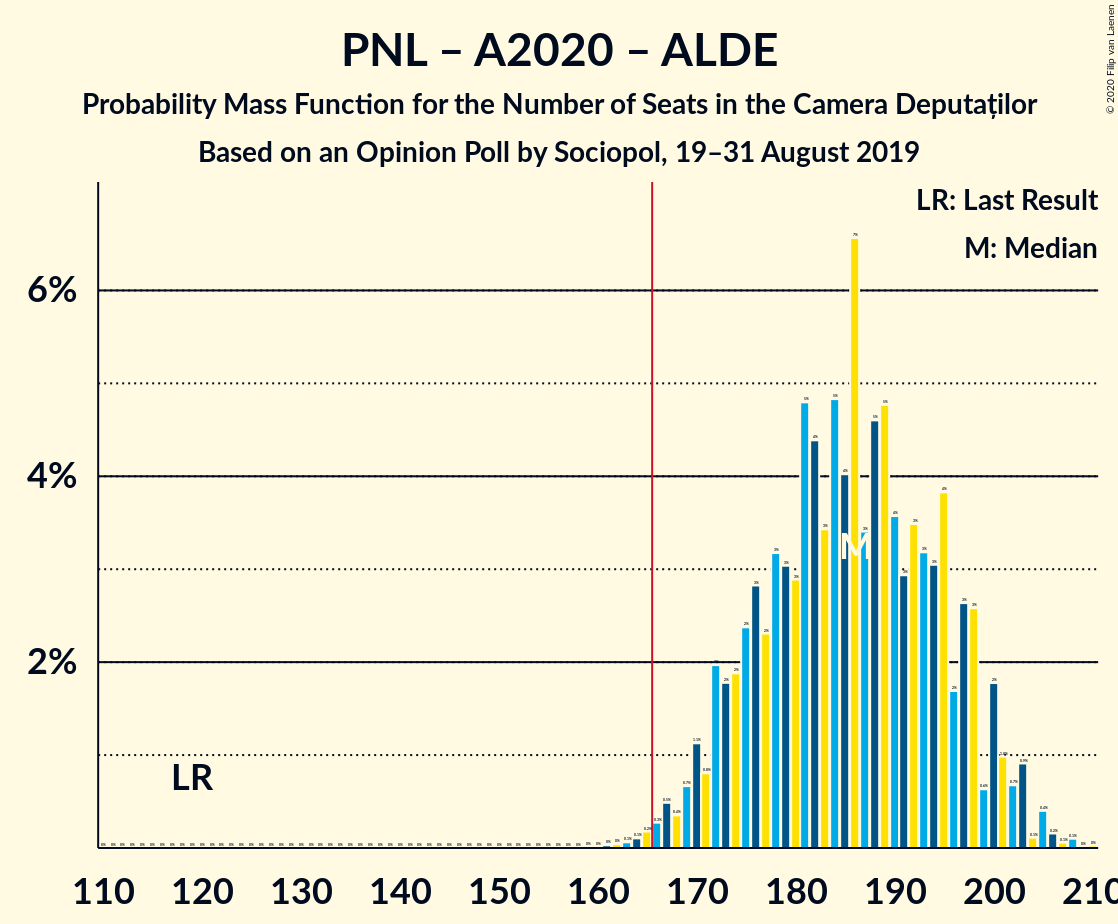 PNL – A2020 – ALDE
Probability Mass Function for the Number of Seats in the Camera Deputaților
Based on an Opinion Poll by Sociopol, 19–31 August 2019
© 2020 Filip van Laenen
LR: Last Result
M: Median
6%
4%
2%
LR
M
110 120 130 140 150 160 170 180 190 200 210